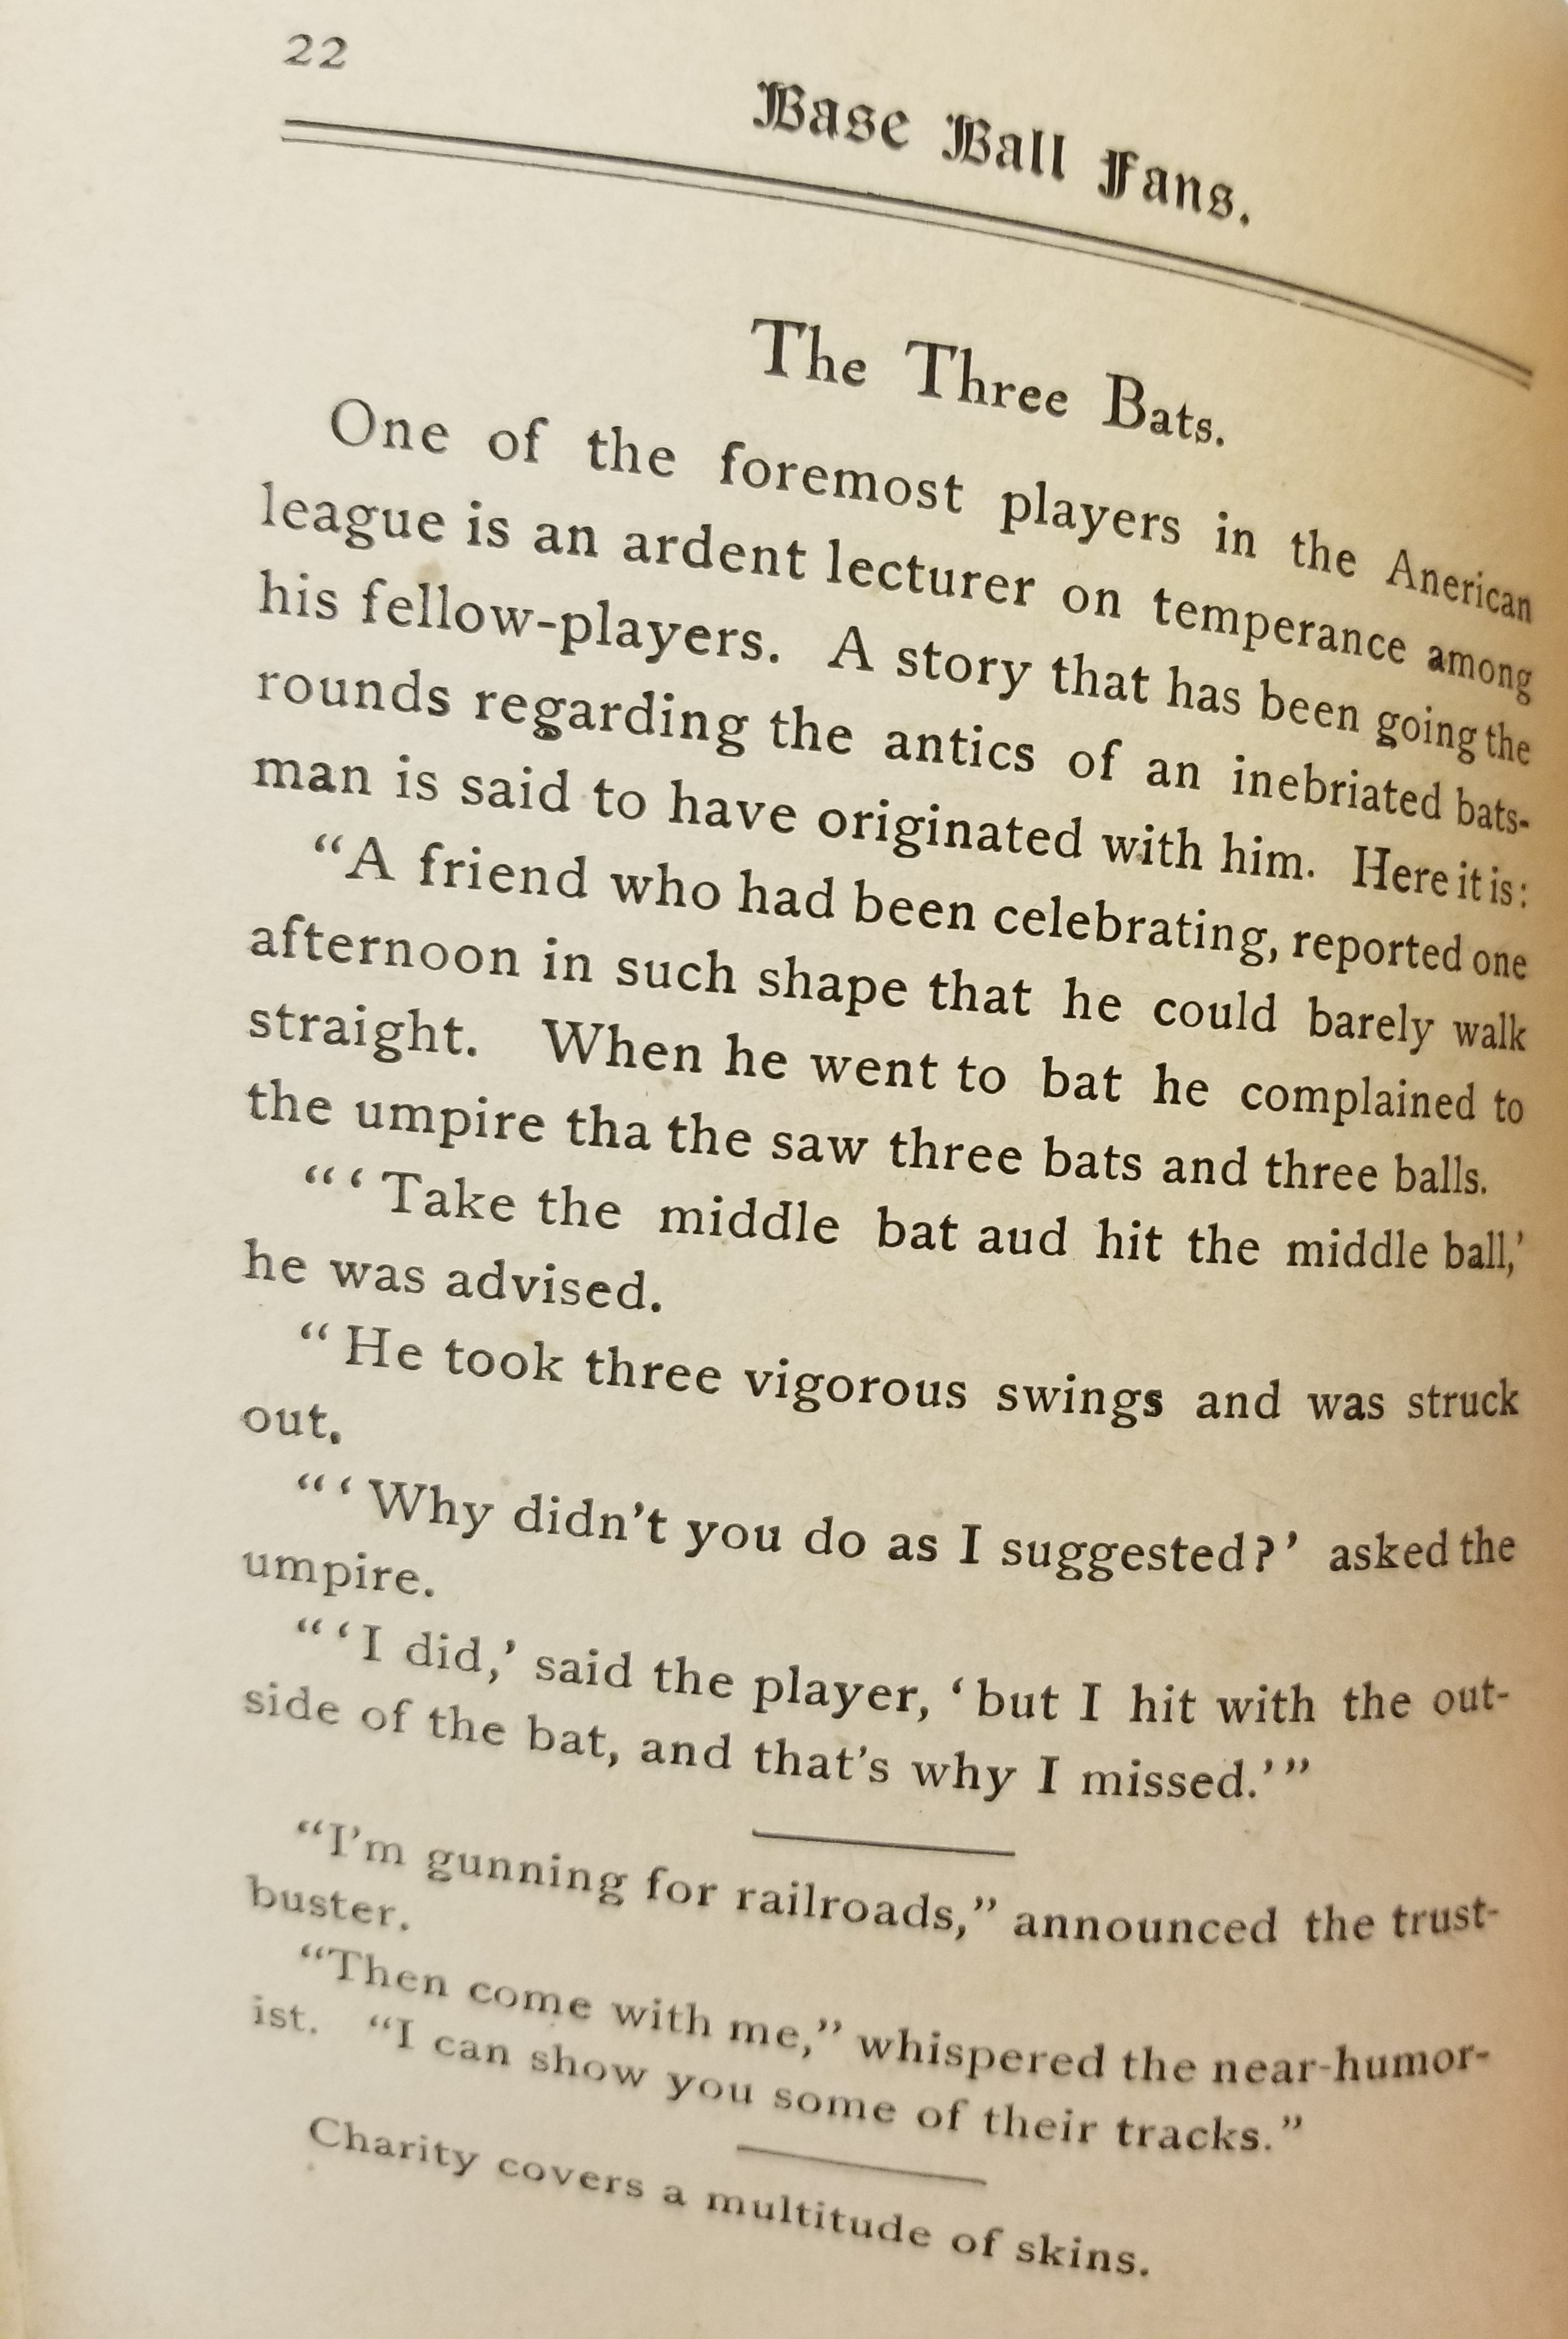 22
Base Ball Fans.
The Three Bats.
One of the foremost players in the Anerican
league is an ardent lecturer on temperance among
his fellow-players. A story that has been going the
rounds regarding the antics of an inebriated bats-
man is said to have originated with him. Here it is:
“A friend who had been celebrating, reported one
afternoon in such shape that he could barely walk
straight. When he went to bat he complained to
the umpire tha the saw three bats and three balls.
“‘Take the middle bat aud hit the middle ball,’
he was advised.
“He took three vigorous swings and was struck
out.
“‘Why didn’t you do as I suggested?’ asked the
umpire.
“‘I did,’ said the player, ‘but I hit with the out-
side of the bat, and that’s why I missed.’”
“I’m gunning for railroads,” announced the trust-
buster.
“Then come with me,” whispered the near-humor-
ist. “I can show you some of their tracks.”
Charity covers a multitude of skins.